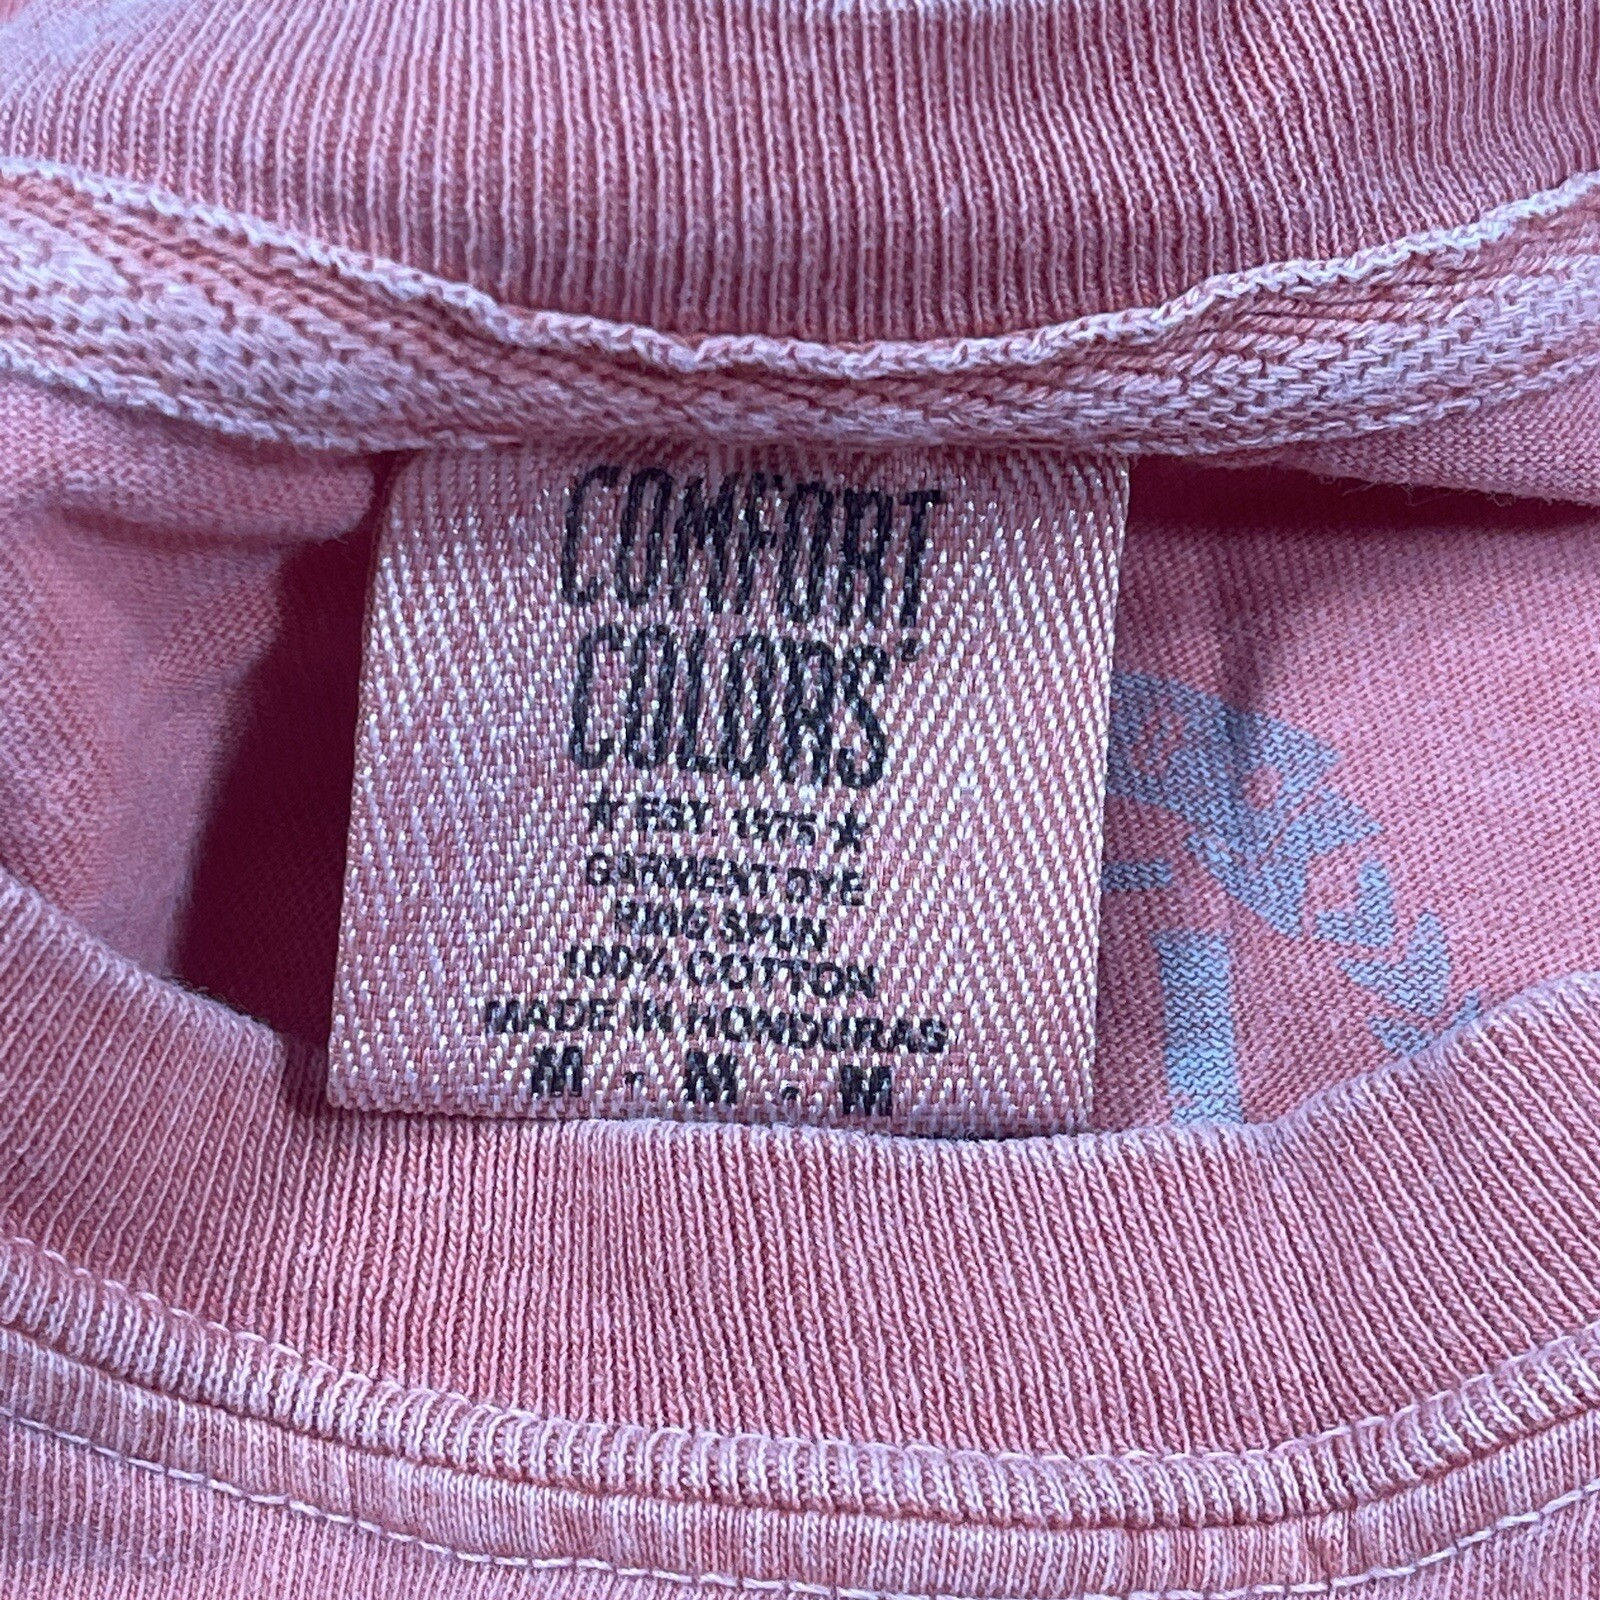 COMFORT
COLORS®
★ EST. 1975 ★
GARMENT DYE
RING SPUN
100% COTTON
MADE IN HONDURAS
M - M - M